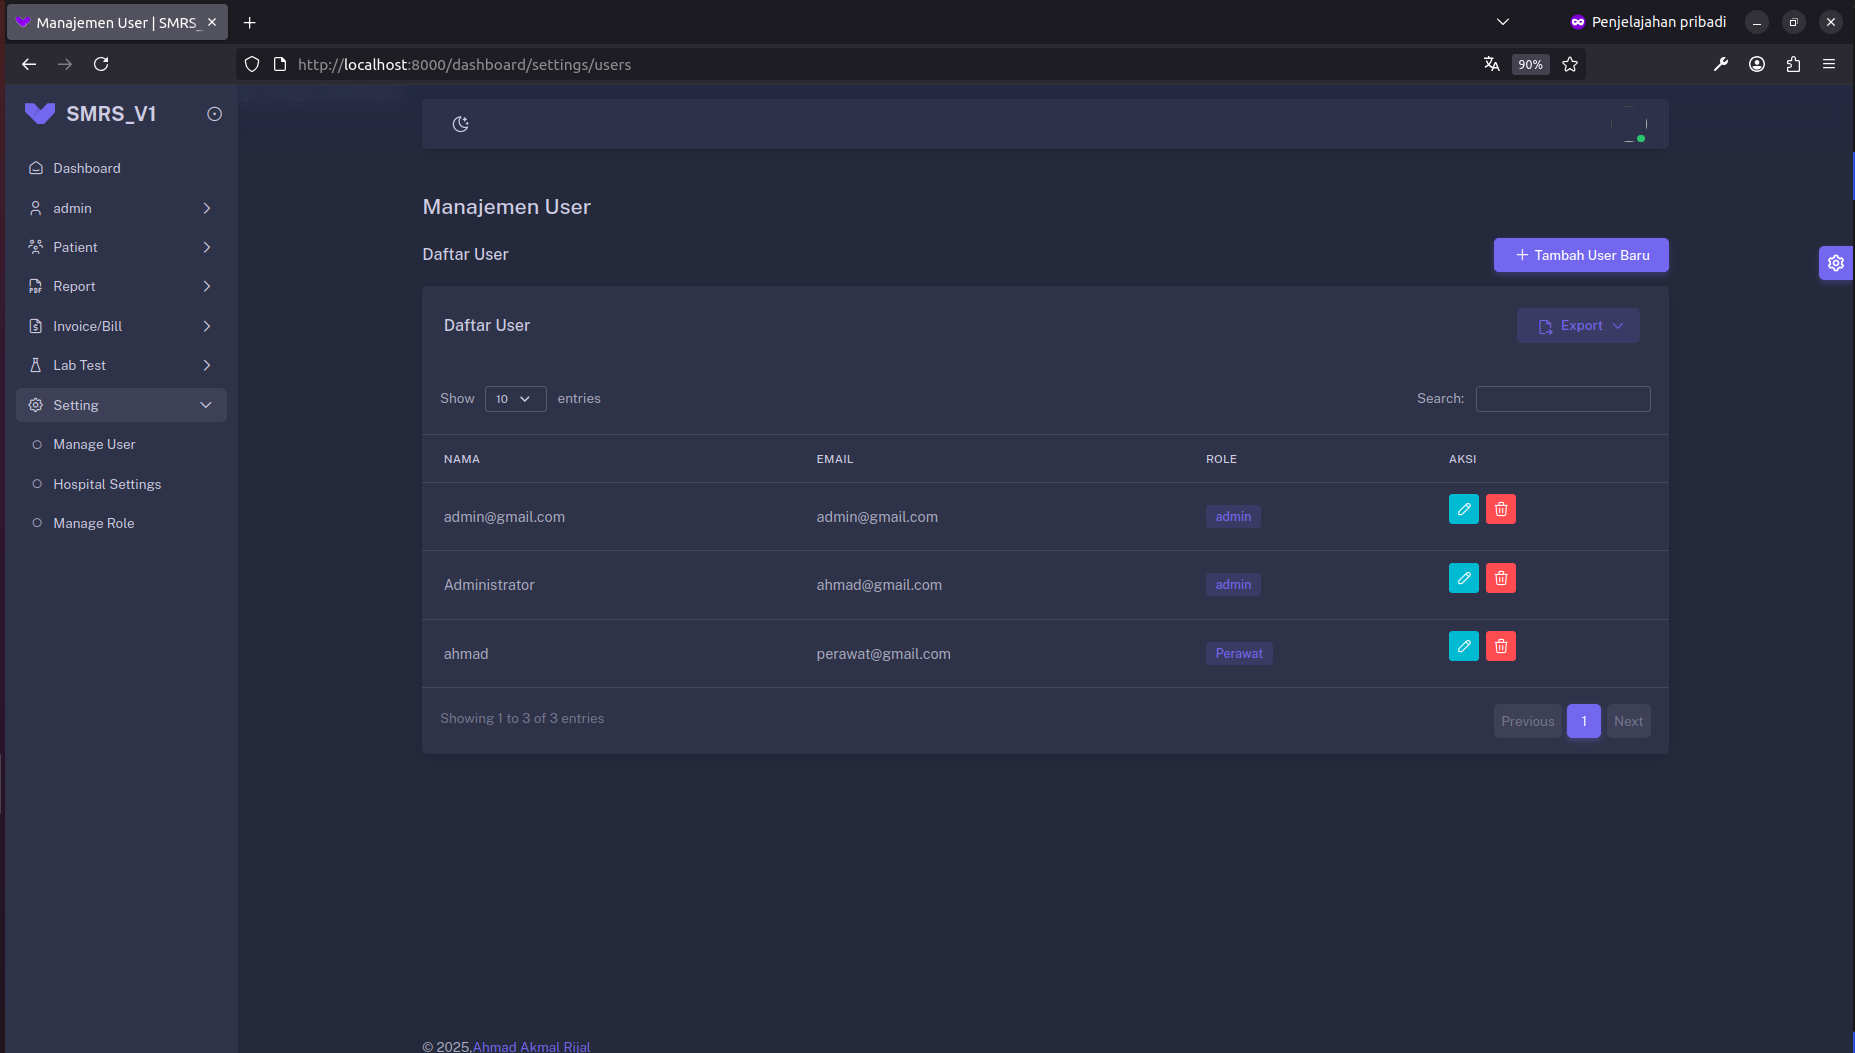 Manajemen User | SMRS_
Penjelajahan pribadi
http://localhost:8000/dashboard/settings/users
90%
SMRS_V1
Dashboard
admin
Patient
Report
Invoice/Bill
Lab Test
Setting
Manage User
Hospital Settings
Manage Role
Manajemen User
Daftar User
Tambah User Baru
Daftar User
Export
Show 10 entries
Search:
NAMA EMAIL ROLE AKSI
admin@gmail.com admin@gmail.com admin
Administrator ahmad@gmail.com admin
ahmad perawat@gmail.com Perawat
Showing 1 to 3 of 3 entries
Previous 1 Next
© 2025,Ahmad Akmal Rijal